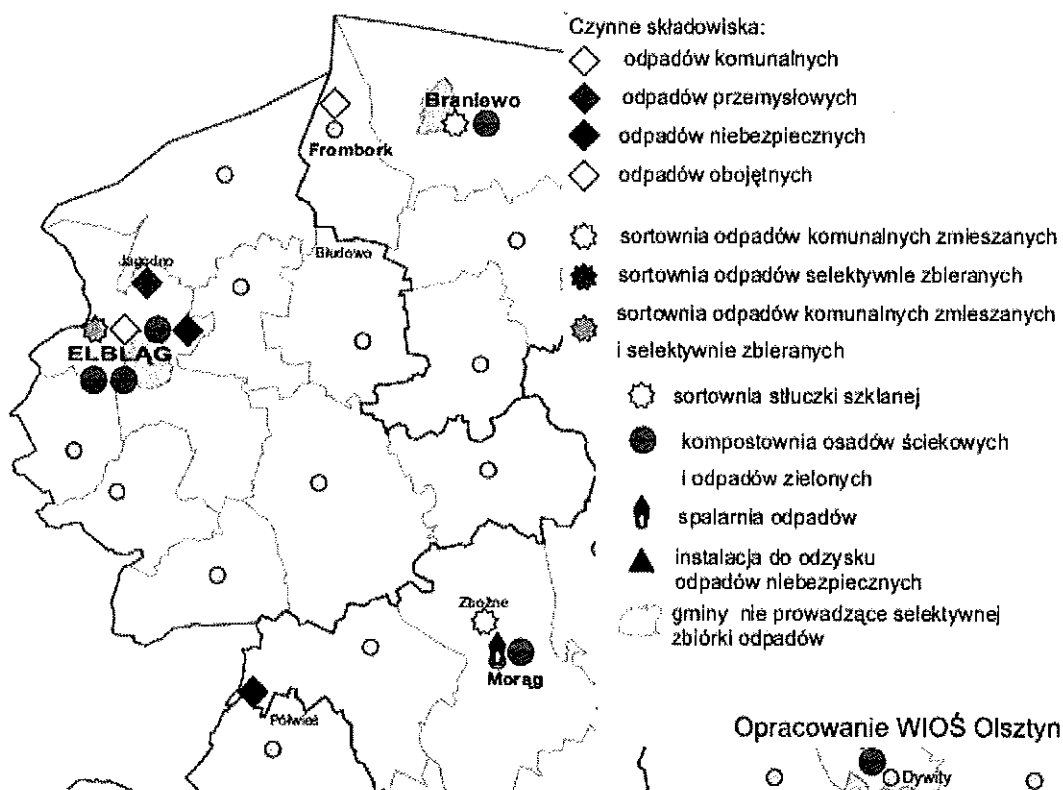 Czynne składowiska:
odpadów komunalnych
odpadów przemysłowych
odpadów niebezpiecznych
odpadów obojętnych
sortownia odpadów komunalnych zmieszanych
sortownia odpadów selektywnie zbieranych
sortownia odpadów komunalnych zmieszanych
i selektywnie zbieranych
sortownia stłuczki szklanej
kompostownia osadów ściekowych
i odpadów zielonych
spalarnia odpadów
instalacja do odzysku
odpadów niebezpiecznych
gminy nie prowadzące selektywnej
zbiórki odpadów
Braniewo
Frombork
Błudowo
Jagodno
ELBLĄG
Zbożne
Morąg
Półwieś
Opracowanie WIOŚ Olsztyn
Dywity